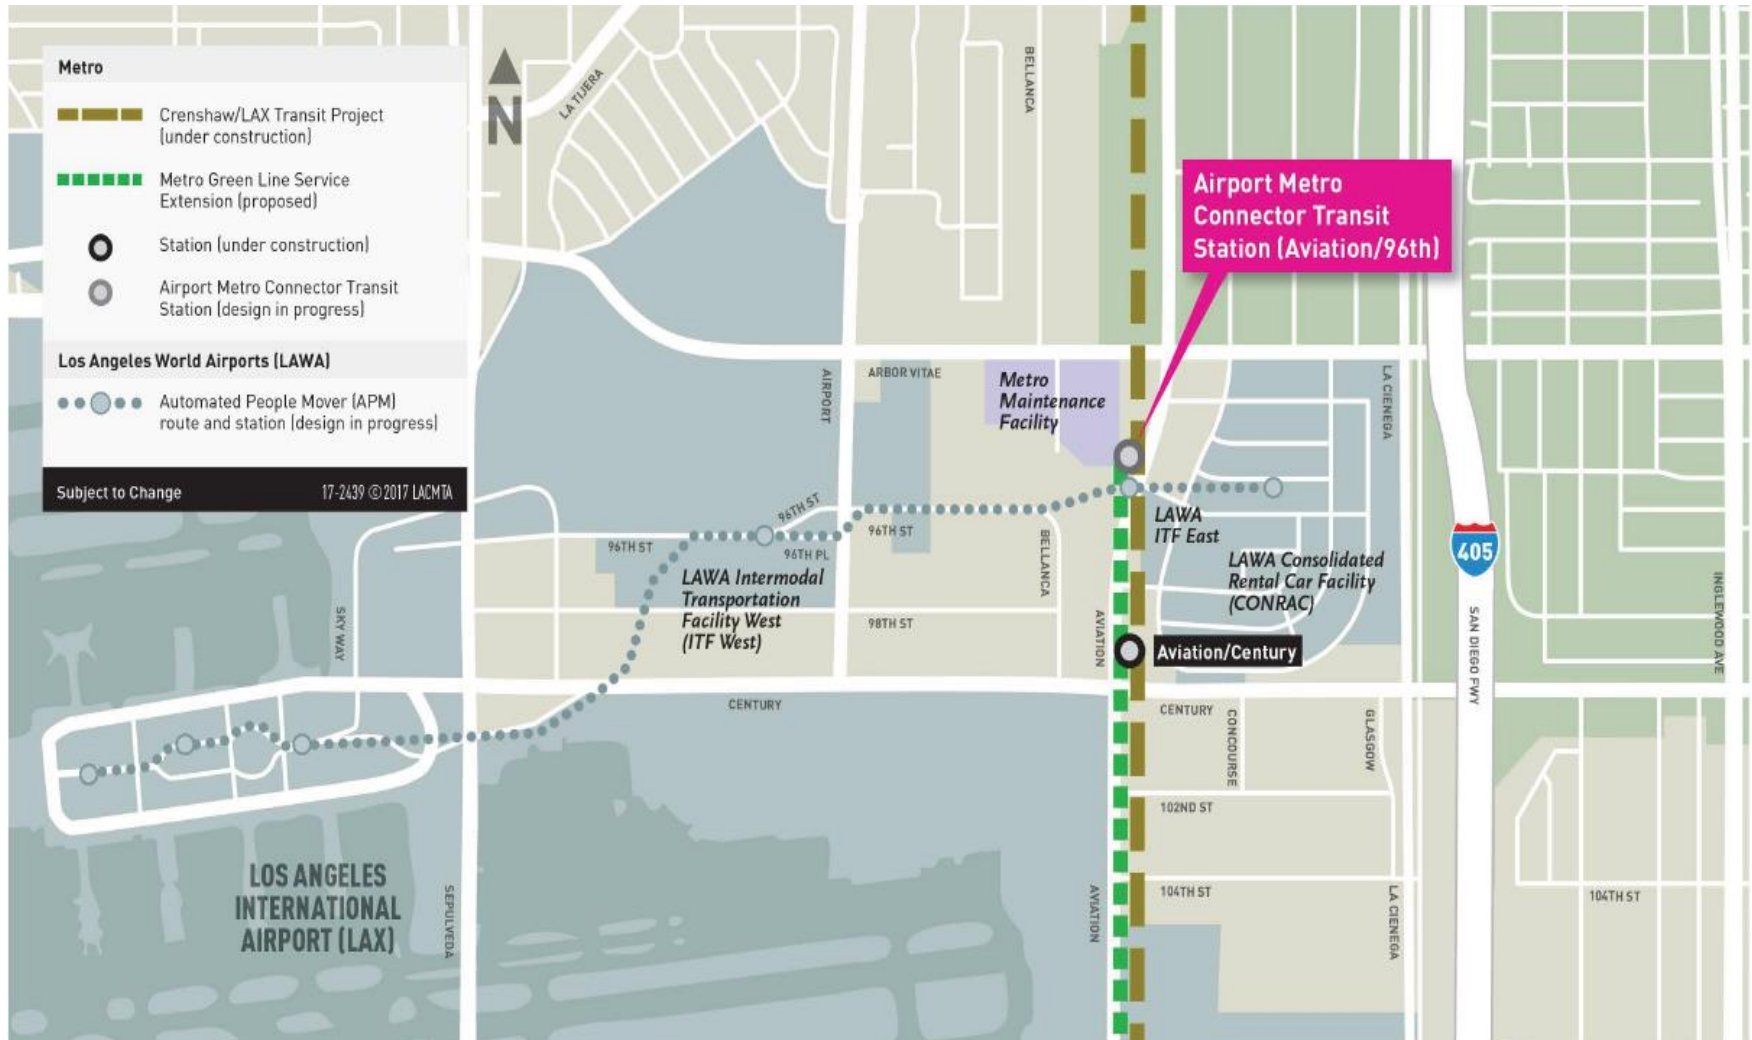 Metro
Crenshaw/LAX Transit Project
(under construction)
Metro Green Line Service
Extension (proposed)
Station (under construction)
Airport Metro Connector Transit
Station (design in progress)
Los Angeles World Airports (LAWA)
Automated People Mover (APM)
route and station (design in progress)
Subject to Change
17-2439 © 2017 LACMTA
N
LA TIJERA
BELLANCA
Airport Metro
Connector Transit
Station (Aviation/96th)
AIRPORT
ARBOR VITAE
Metro
Maintenance
Facility
LA CIENEGA
96TH ST
96TH ST
96TH PL
96TH ST
BELLANCA
LAWA
ITF East
LAWA Consolidated
Rental Car Facility
(CONRAC)
405
LAWA Intermodal
Transportation
Facility West
(ITF West)
SKY WAY
98TH ST
AVIATION
Aviation/Century
SAN DIEGO FWY
INGLEWOOD AVE
CENTURY
CENTURY
CONCOURSE
GLASGOW
102ND ST
LOS ANGELES
INTERNATIONAL
AIRPORT (LAX)
SEPULVEDA
AVIATION
104TH ST
LA CIENEGA
104TH ST